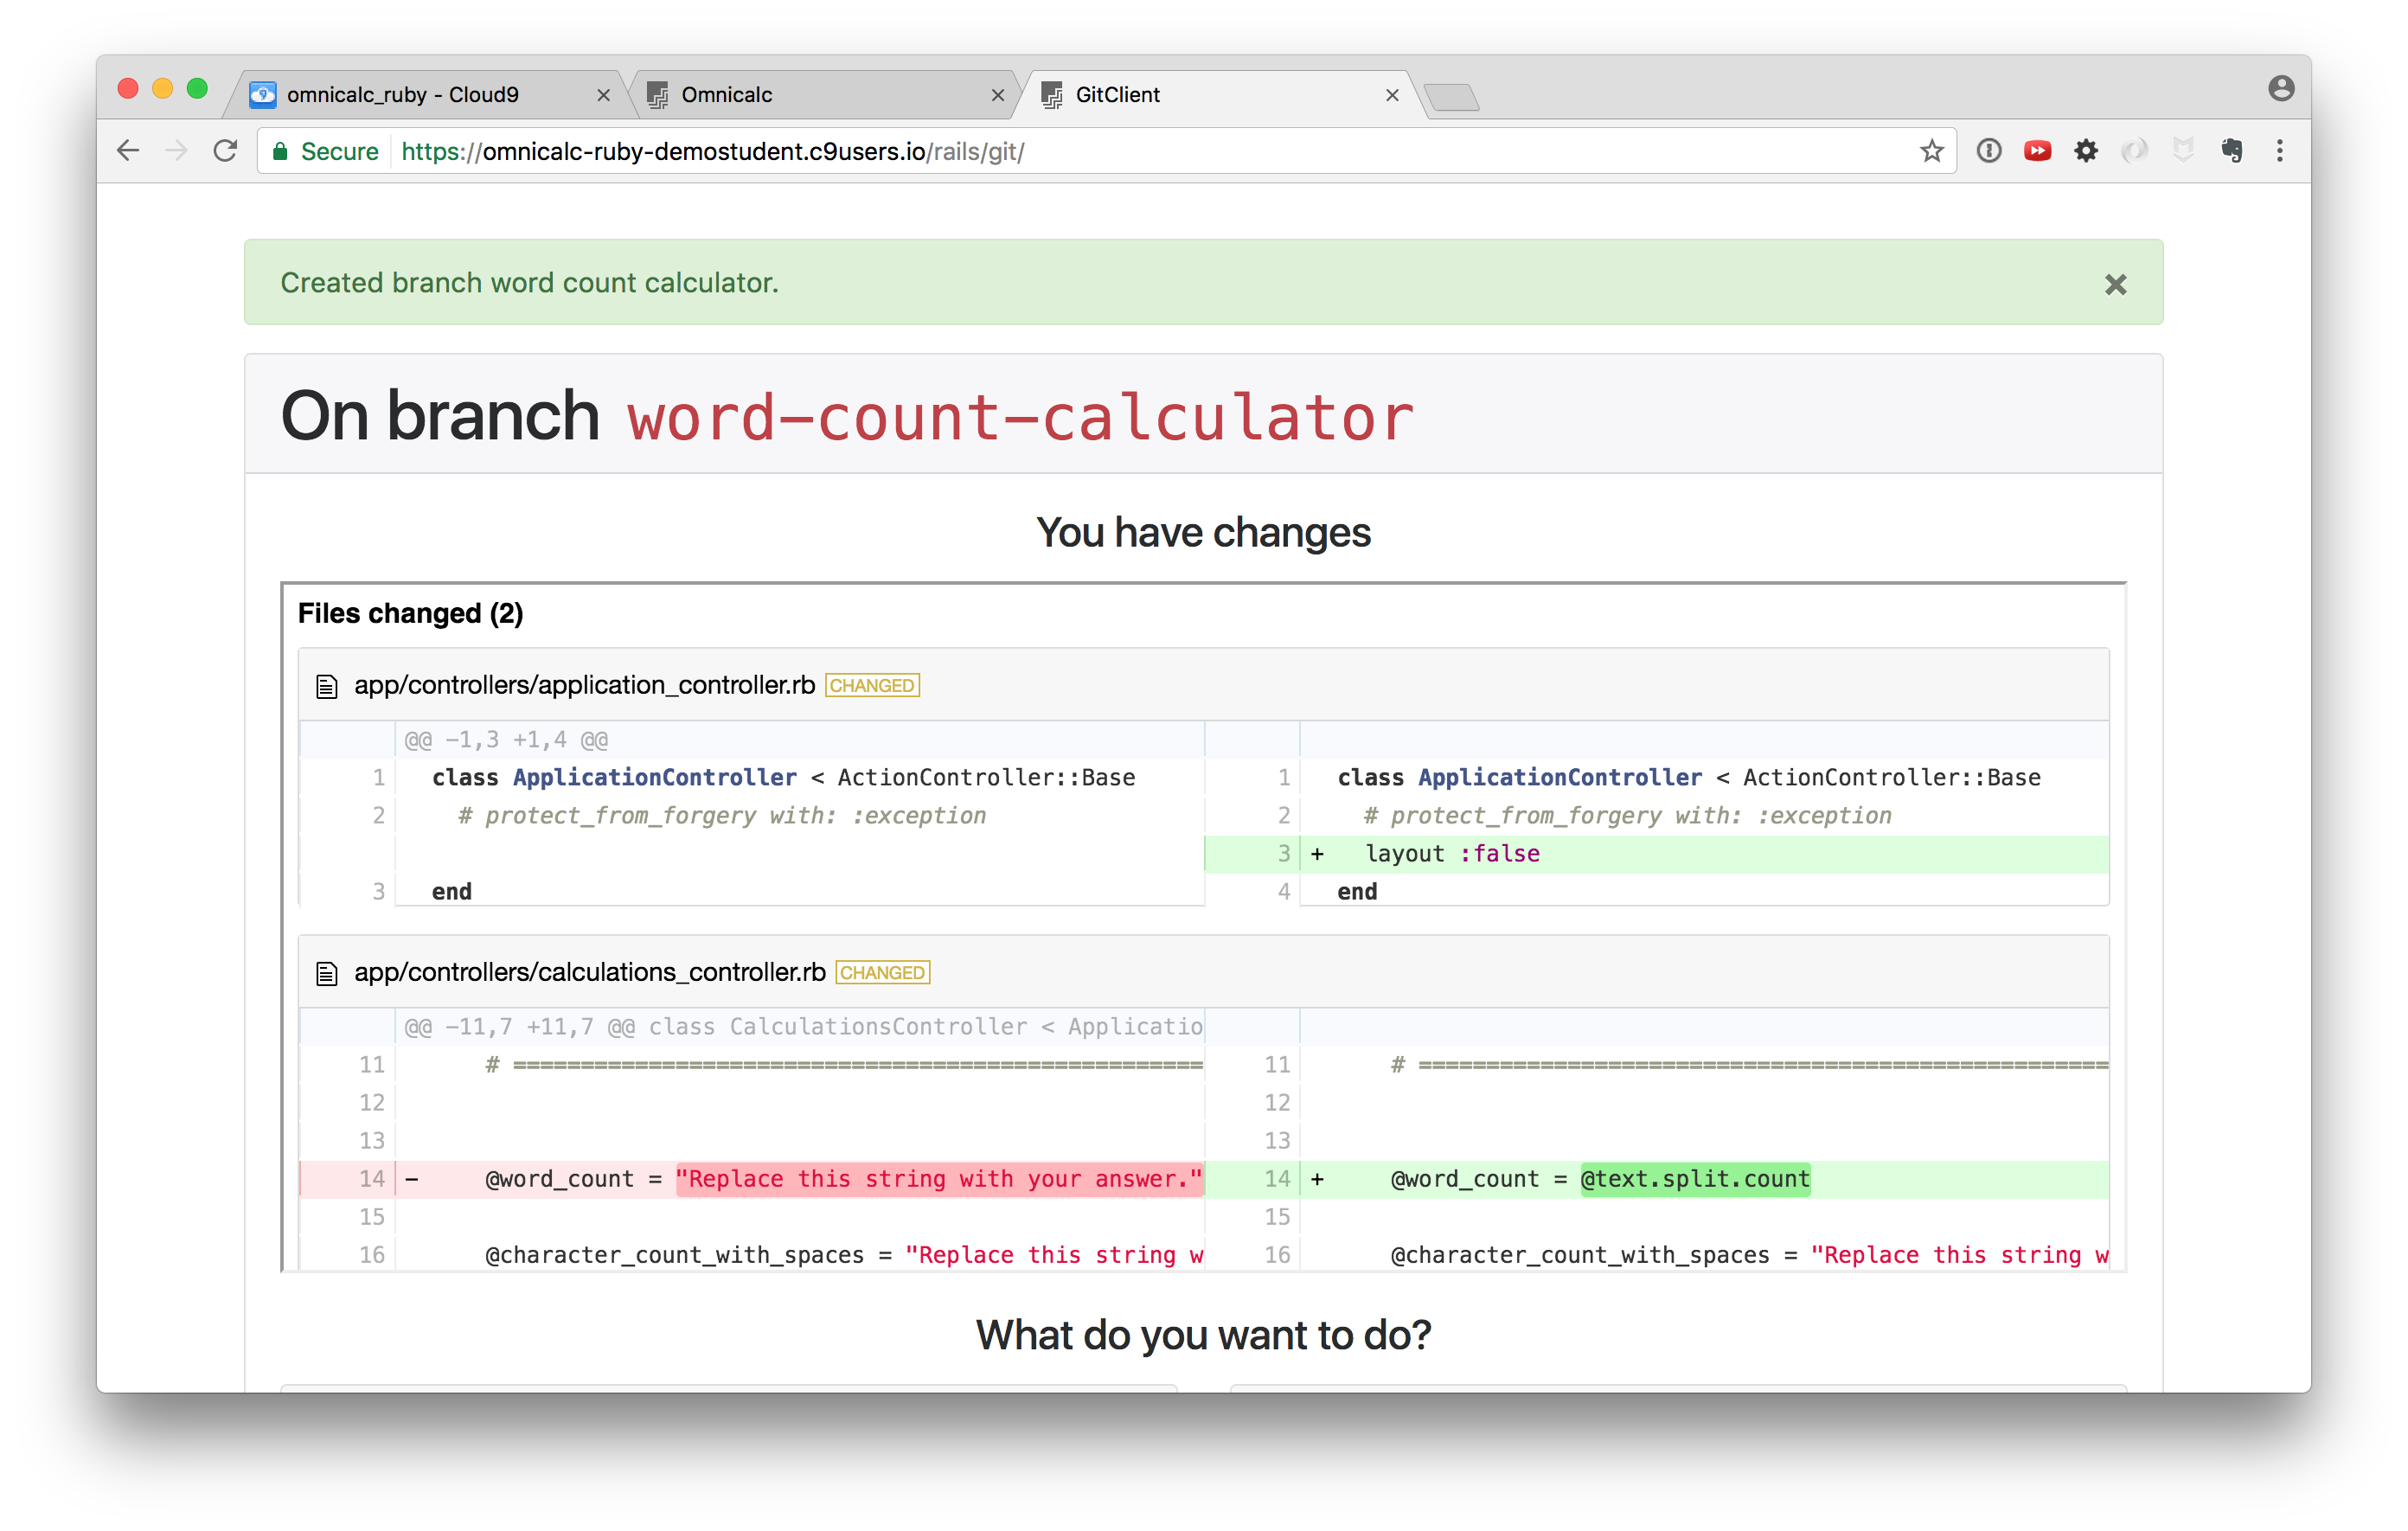 omnicalc_ruby - Cloud9
Omnicalc
GitClient
Secure https://omnicalc-ruby-demostudent.c9users.io/rails/git/
Created branch word count calculator.
On branch word-count-calculator
You have changes
Files changed (2)
app/controllers/application_controller.rb CHANGED
@@ -1,3 +1,4 @@
1 class ApplicationController < ActionController::Base 1 class ApplicationController < ActionController::Base
2 # protect_from_forgery with: :exception 2 # protect_from_forgery with: :exception
3 + layout :false
3 end 4 end
app/controllers/calculations_controller.rb CHANGED
@@ -11,7 +11,7 @@ class CalculationsController < Applicatio
11 # =================================================== 11 # ===================================================
12 12
13 13
14 - @word_count = "Replace this string with your answer." 14 + @word_count = @text.split.count
15 15
16 @character_count_with_spaces = "Replace this string w 16 @character_count_with_spaces = "Replace this string w
What do you want to do?